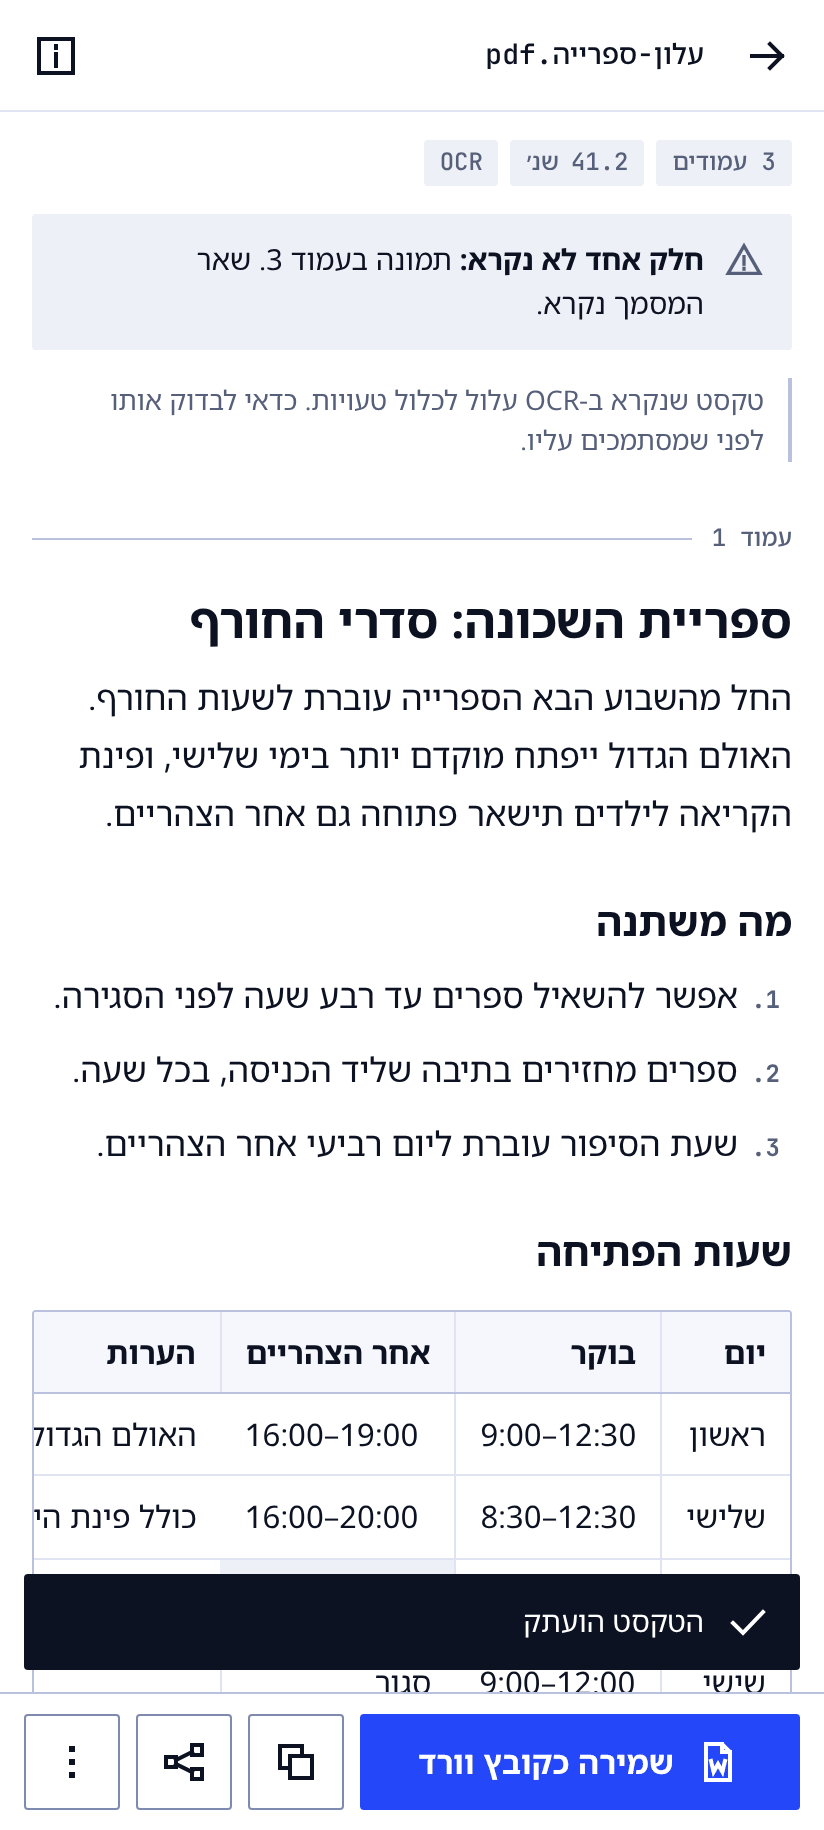 עלון-ספרייה.pdf
3 עמודים
41.2 שנ׳
OCR
חלק אחד לא נקרא: תמונה בעמוד 3. שאר
המסמך נקרא.
טקסט שנקרא ב-OCR עלול לכלול טעויות. כדאי לבדוק אותו
לפני שמסתמכים עליו.
עמוד 1
ספריית השכונה: סדרי החורף
החל מהשבוע הבא הספרייה עוברת לשעות החורף.
האולם הגדול ייפתח מוקדם יותר בימי שלישי, ופינת
הקריאה לילדים תישאר פתוחה גם אחר הצהריים.
מה משתנה
1. אפשר להשאיל ספרים עד רבע שעה לפני הסגירה.
2. ספרים מחזירים בתיבה שליד הכניסה, בכל שעה.
3. שעת הסיפור עוברת ליום רביעי אחר הצהריים.
שעות הפתיחה
יום בוקר אחר הצהריים הערות
ראשון 9:00–12:30 16:00–19:00 האולם הגדול
שלישי 8:30–12:30 16:00–20:00 כולל פינת
הטקסט הועתק
שישי 9:00–12:00 סגור
שמירה כקובץ וורד